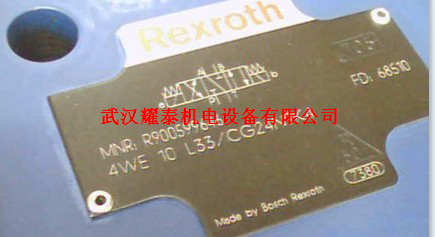 Rexroth
A B
a b
P T
FD: 68510
武汉耀泰机电设备有限公司
MNR:
4WE 10 L33/CG24N
7380
Made by Bosch Rexroth